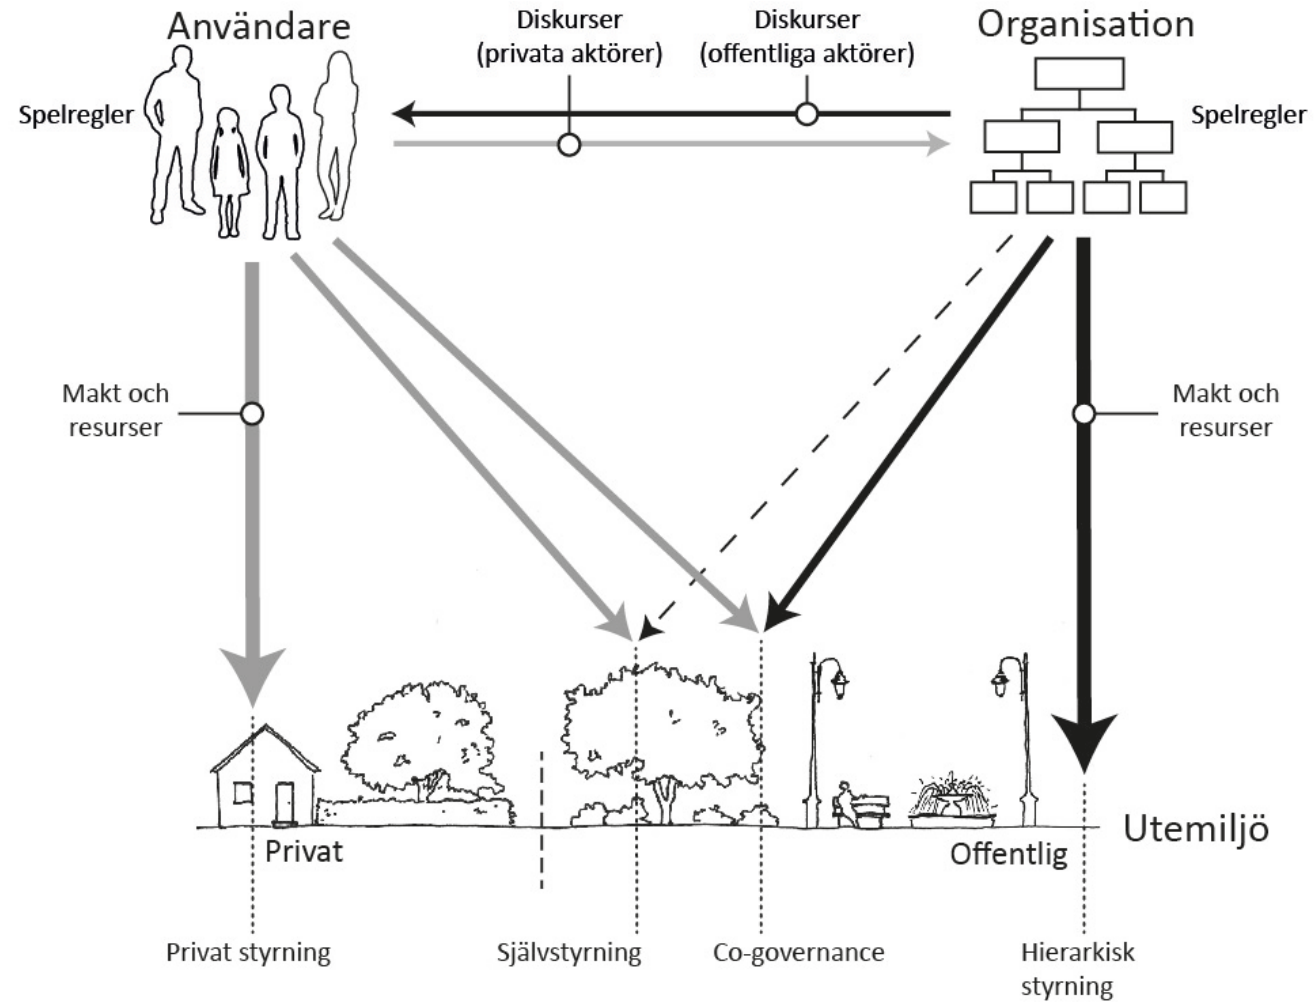 Användare
Diskurser
(privata aktörer)
Diskurser
(offentliga aktörer)
Organisation
Spelregler
Spelregler
Makt och
resurser
Makt och
resurser
Utemiljö
Privat
Offentlig
Privat styrning
Självstyrning
Co-governance
Hierarkisk
styrning